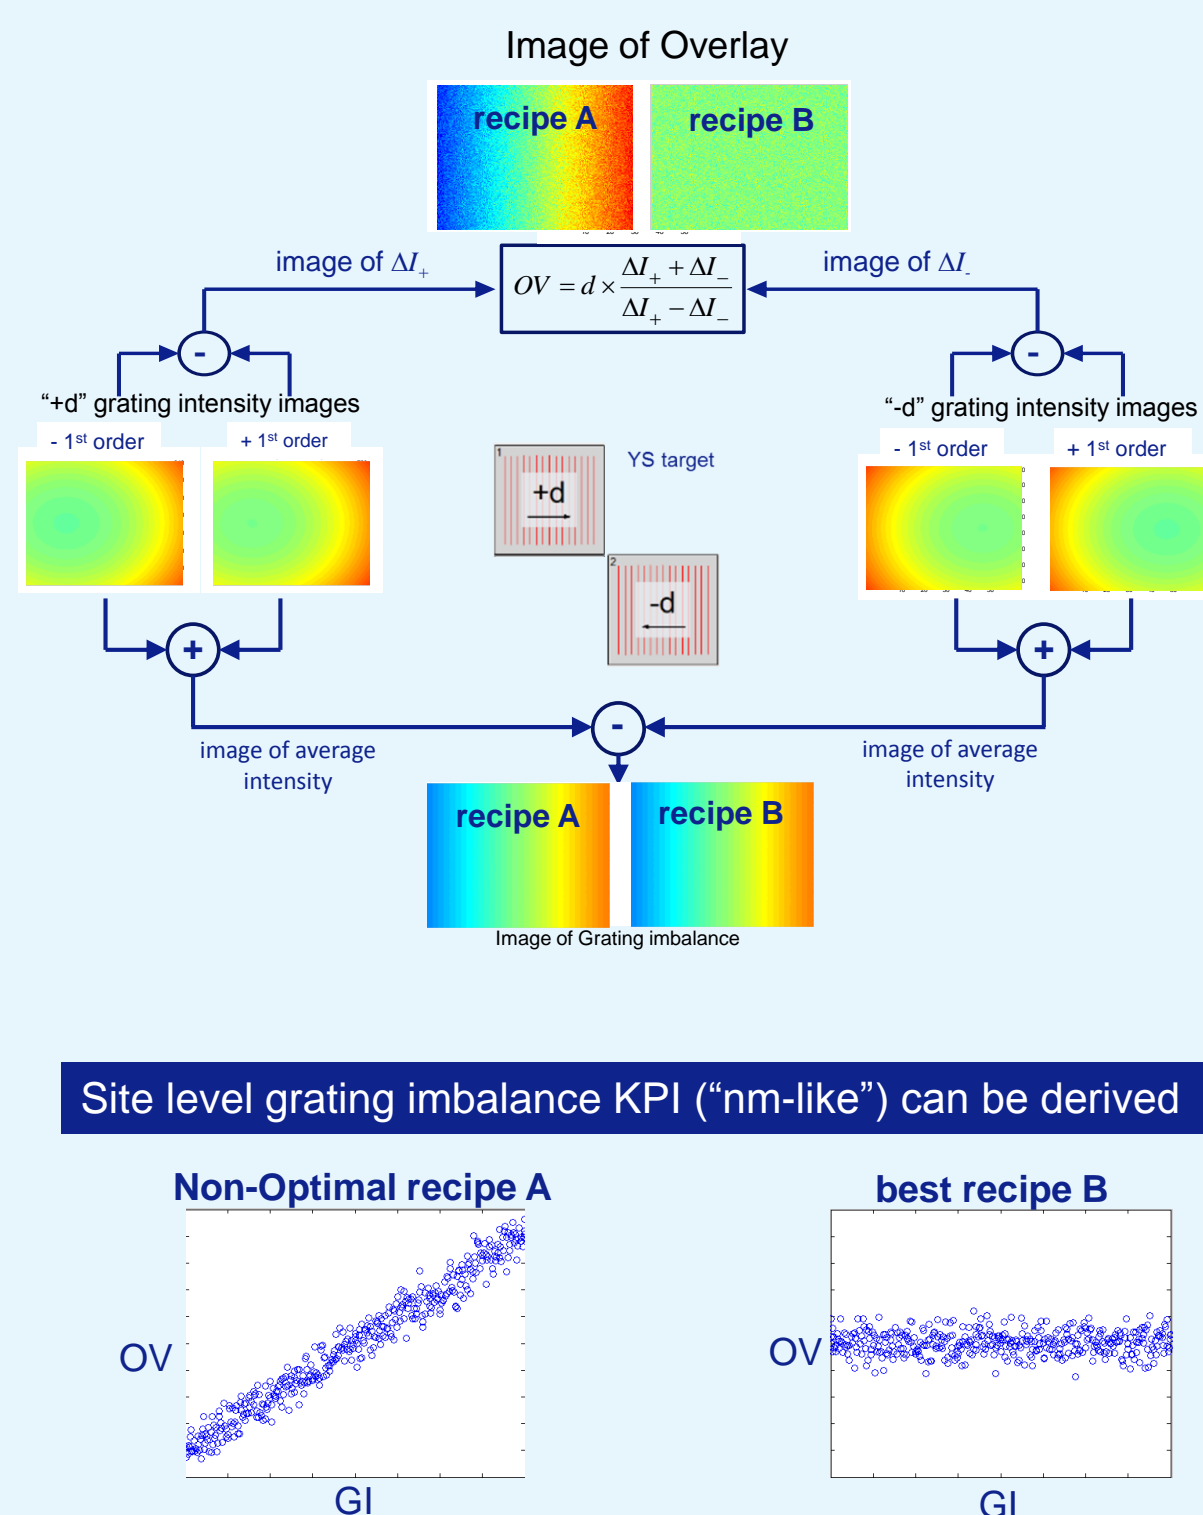 Image of Overlay
recipe A
recipe B
image of ΔI₊
OV = d × (ΔI₊ + ΔI₋) / (ΔI₊ − ΔI₋)
image of ΔI₋
-
-
“+d” grating intensity images
“-d” grating intensity images
- 1st order
+ 1st order
- 1st order
+ 1st order
1
+d
YS target
2
-d
+
+
-
image of average
intensity
image of average
intensity
recipe A
recipe B
Image of Grating imbalance
Site level grating imbalance KPI (“nm-like”) can be derived
Non-Optimal recipe A
best recipe B
OV
OV
GI
GI